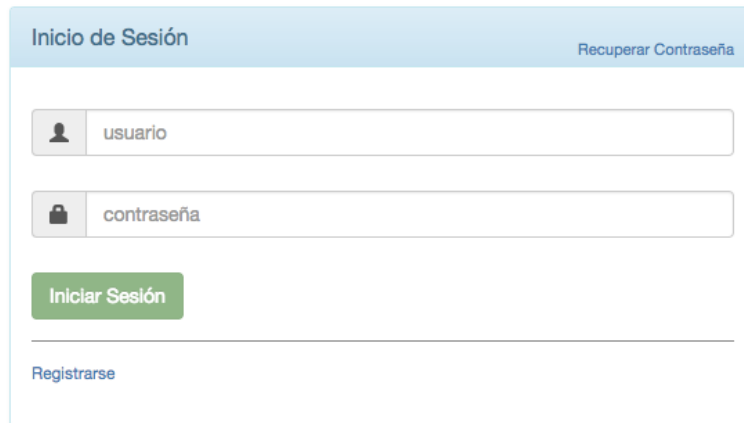 Inicio de Sesión
Recuperar Contraseña
usuario
contraseña
Iniciar Sesión
Registrarse